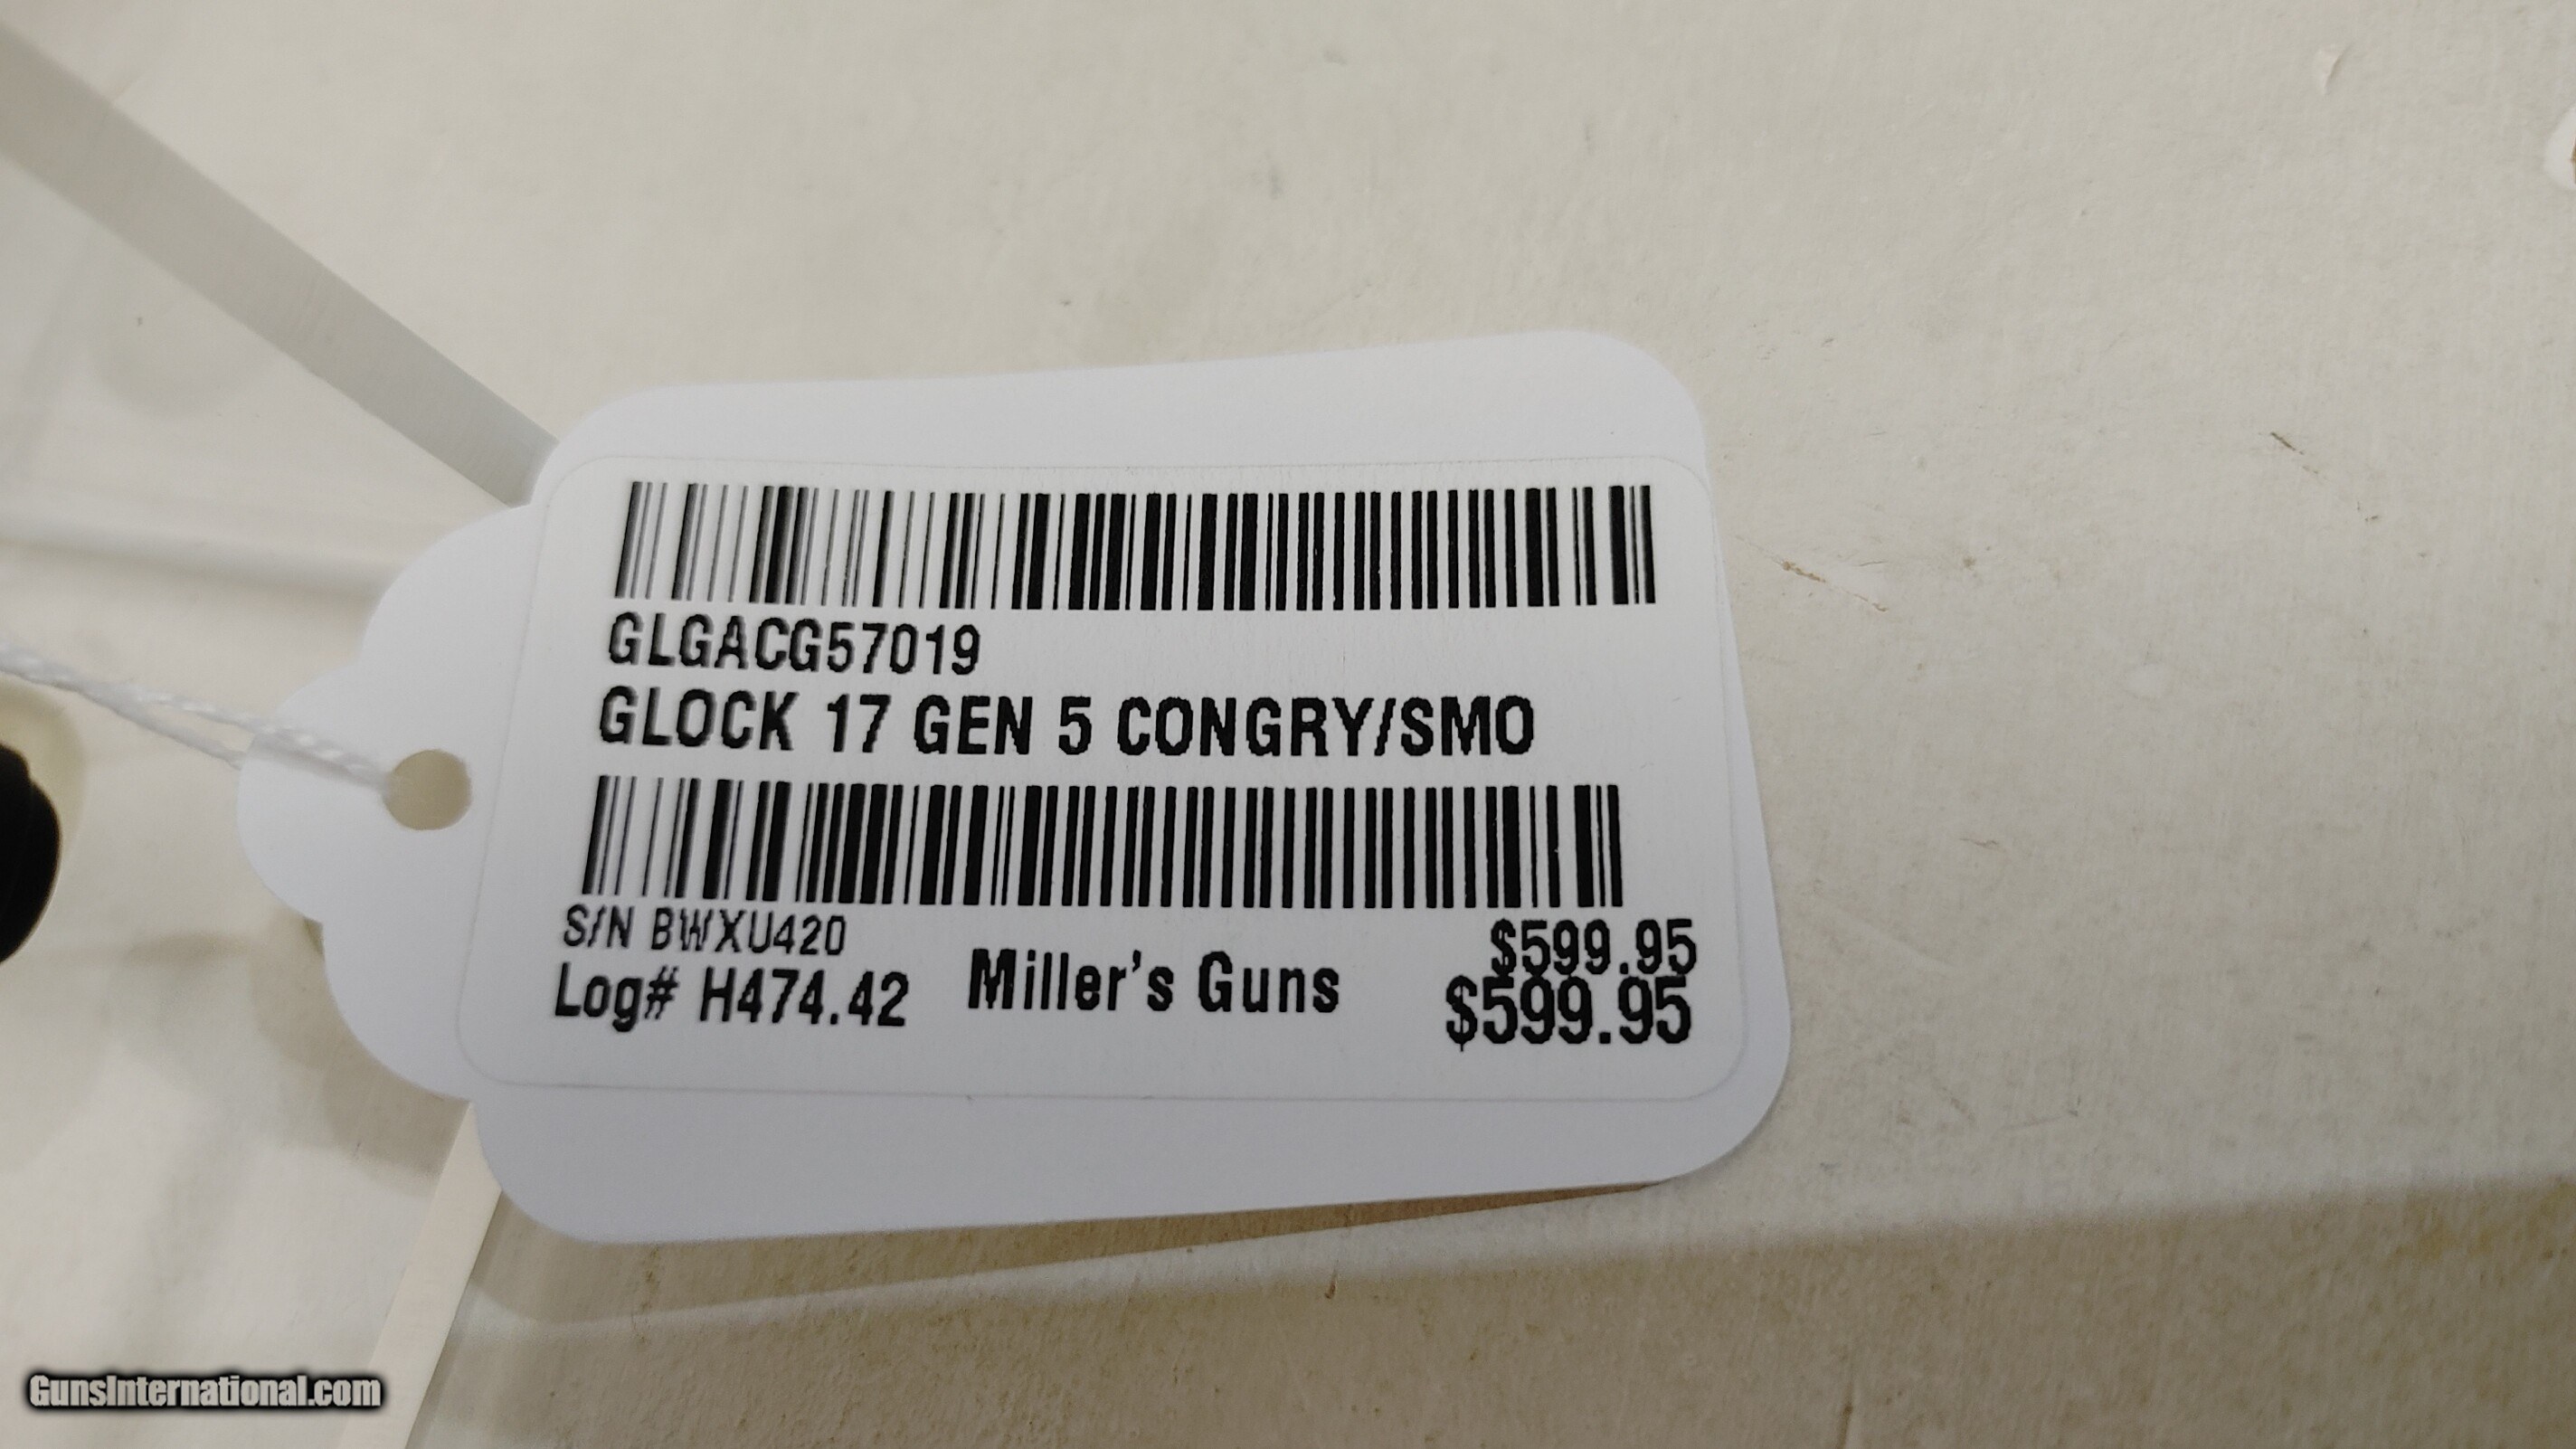 GLGACG57019
GLOCK 17 GEN 5 CONGRY/SMO
S/N BWXU420
$599.95
Log# H474.42
Miller's Guns
$599.95
GunsInternational.com